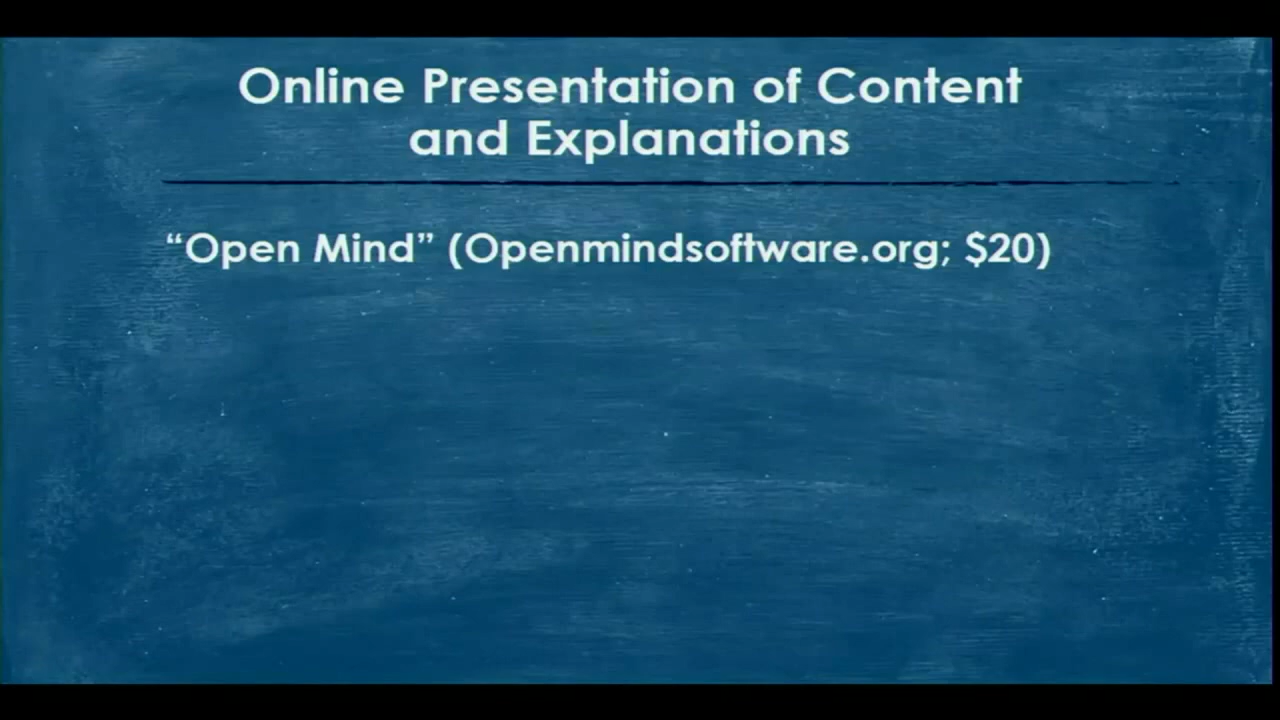 Online Presentation of Content
and Explanations
“Open Mind” (Openmindsoftware.org; $20)